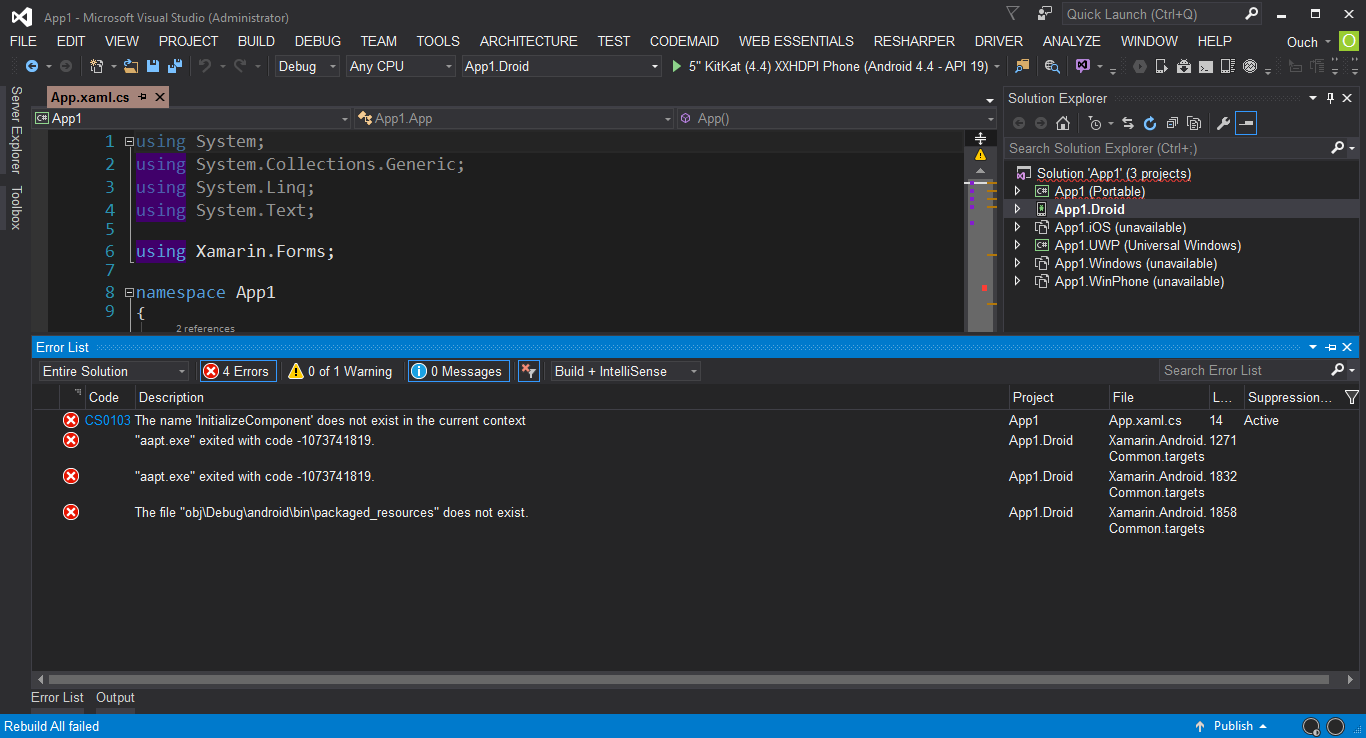 App1 - Microsoft Visual Studio (Administrator)
Quick Launch (Ctrl+Q)
FILE EDIT VIEW PROJECT BUILD DEBUG TEAM TOOLS ARCHITECTURE TEST CODEMAID WEB ESSENTIALS RESHARPER DRIVER ANALYZE WINDOW HELP Ouch O
Debug Any CPU App1.Droid 5" KitKat (4.4) XXHDPI Phone (Android 4.4 - API 19)
Server Explorer
Toolbox
App.xaml.cs
C# App1 App1.App App()
1 using System;
2 using System.Collections.Generic;
3 using System.Linq;
4 using System.Text;
5
6 using Xamarin.Forms;
7
8 namespace App1
9 {
2 references
Solution Explorer
Search Solution Explorer (Ctrl+;)
Solution 'App1' (3 projects)
C# App1 (Portable)
App1.Droid
App1.iOS (unavailable)
C# App1.UWP (Universal Windows)
App1.Windows (unavailable)
App1.WinPhone (unavailable)
Error List
Entire Solution 4 Errors 0 of 1 Warning 0 Messages Build + IntelliSense Search Error List
Code Description Project File L... Suppression...
CS0103 The name 'InitializeComponent' does not exist in the current context App1 App.xaml.cs 14 Active
"aapt.exe" exited with code -1073741819. App1.Droid Xamarin.Android. 1271
Common.targets
"aapt.exe" exited with code -1073741819. App1.Droid Xamarin.Android. 1832
Common.targets
The file "obj\Debug\android\bin\packaged_resources" does not exist. App1.Droid Xamarin.Android. 1858
Common.targets
Error List Output
Rebuild All failed Publish